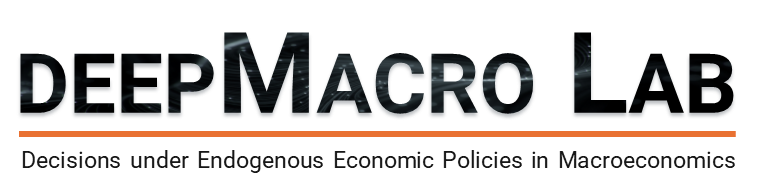 DEEPMACRO LAB
Decisions under Endogenous Economic Policies in Macroeconomics